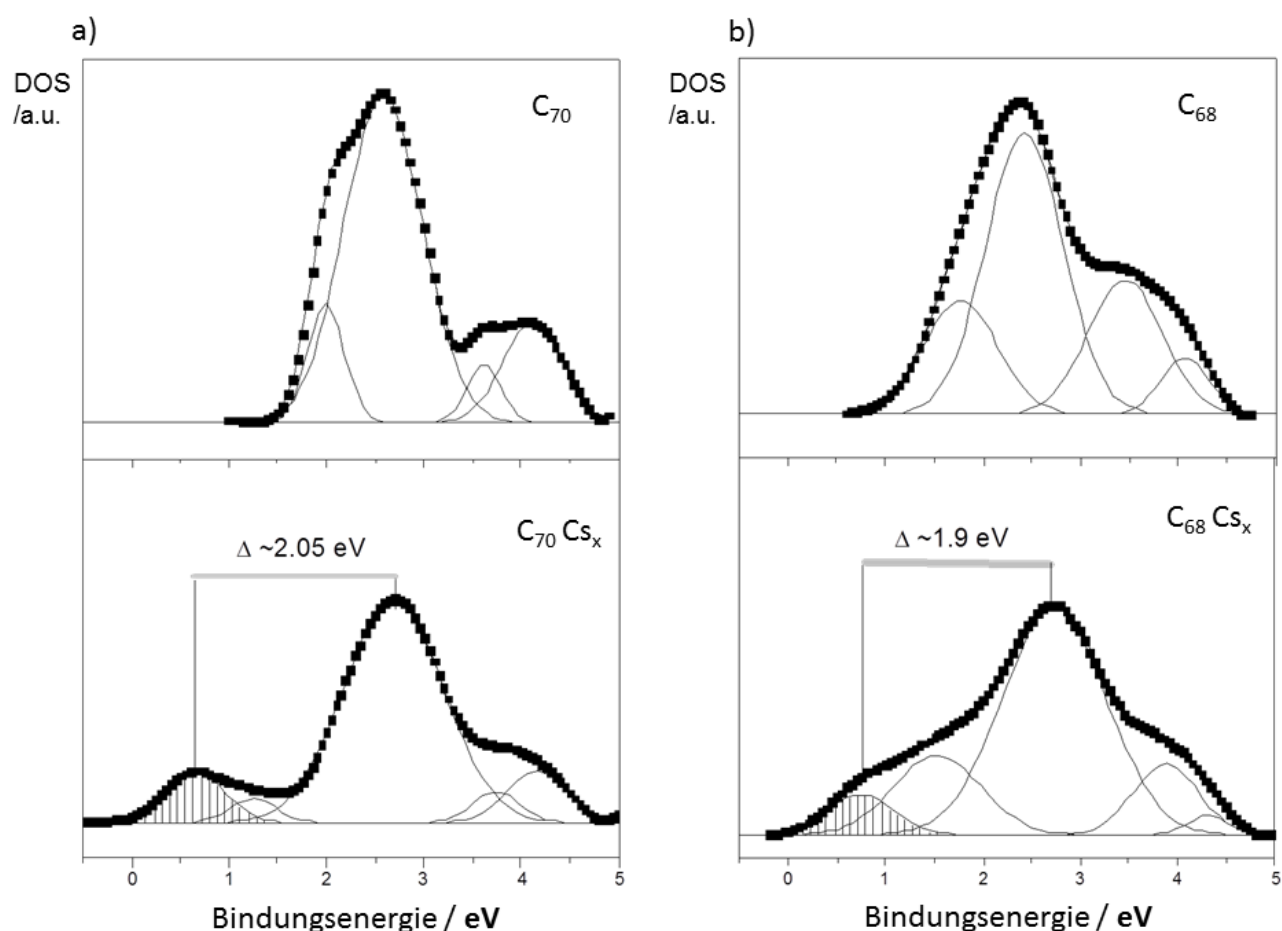 a)
DOS
/a.u.
C70
C70 Csx
Δ ~2.05 eV
0 1 2 3 4 5
Bindungsenergie / eV
b)
DOS
/a.u.
C68
C68 Csx
Δ ~1.9 eV
0 1 2 3 4 5
Bindungsenergie / eV